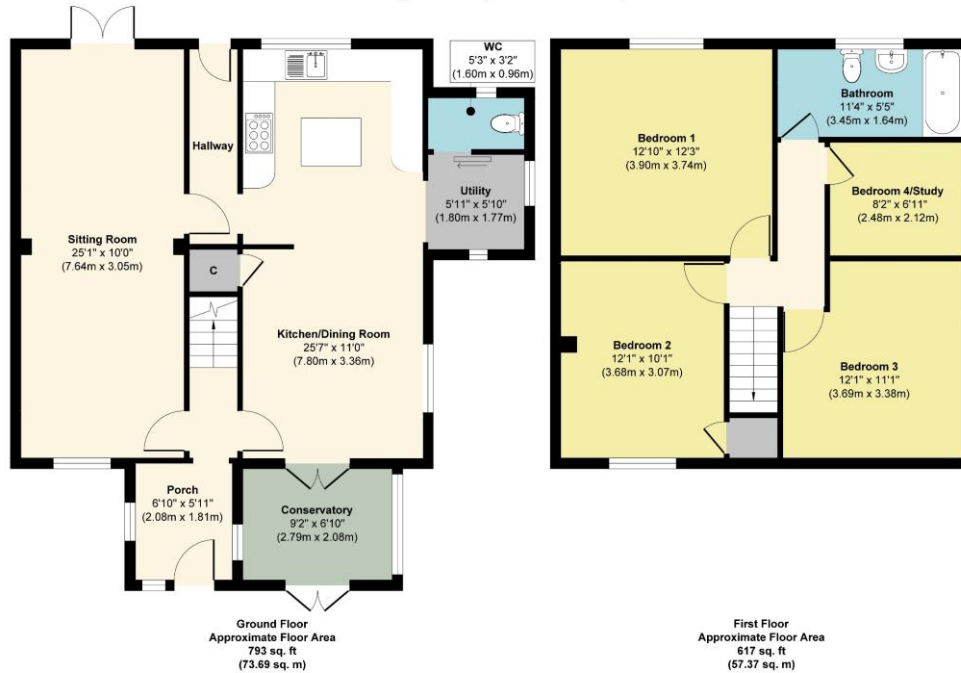 WC
5'3" x 3'2"
(1.60m x 0.96m)
Hallway
Utility
5'11" x 5'10"
(1.80m x 1.77m)
Sitting Room
25'1" x 10'0"
(7.64m x 3.05m)
C
Kitchen/Dining Room
25'7" x 11'0"
(7.80m x 3.36m)
Porch
6'10" x 5'11"
(2.08m x 1.81m)
Conservatory
9'2" x 6'10"
(2.79m x 2.08m)
Ground Floor
Approximate Floor Area
793 sq. ft
(73.69 sq. m)
Bathroom
11'4" x 5'5"
(3.45m x 1.64m)
Bedroom 1
12'10" x 12'3"
(3.90m x 3.74m)
Bedroom 4/Study
8'2" x 6'11"
(2.48m x 2.12m)
Bedroom 2
12'1" x 10'1"
(3.68m x 3.07m)
Bedroom 3
12'1" x 11'1"
(3.69m x 3.38m)
First Floor
Approximate Floor Area
617 sq. ft
(57.37 sq. m)